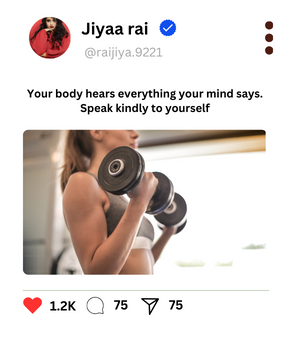 Jiyaa rai
@raijiya.9221
Your body hears everything your mind says.
Speak kindly to yourself
1.2K
75
75